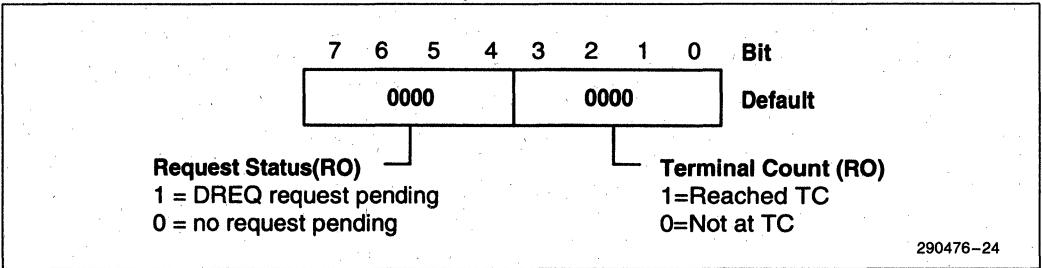 7 6 5 4 3 2 1 0 Bit
0000 0000 Default
Request Status(RO)
1 = DREQ request pending
0 = no request pending
Terminal Count (RO)
1=Reached TC
0=Not at TC
290476–24